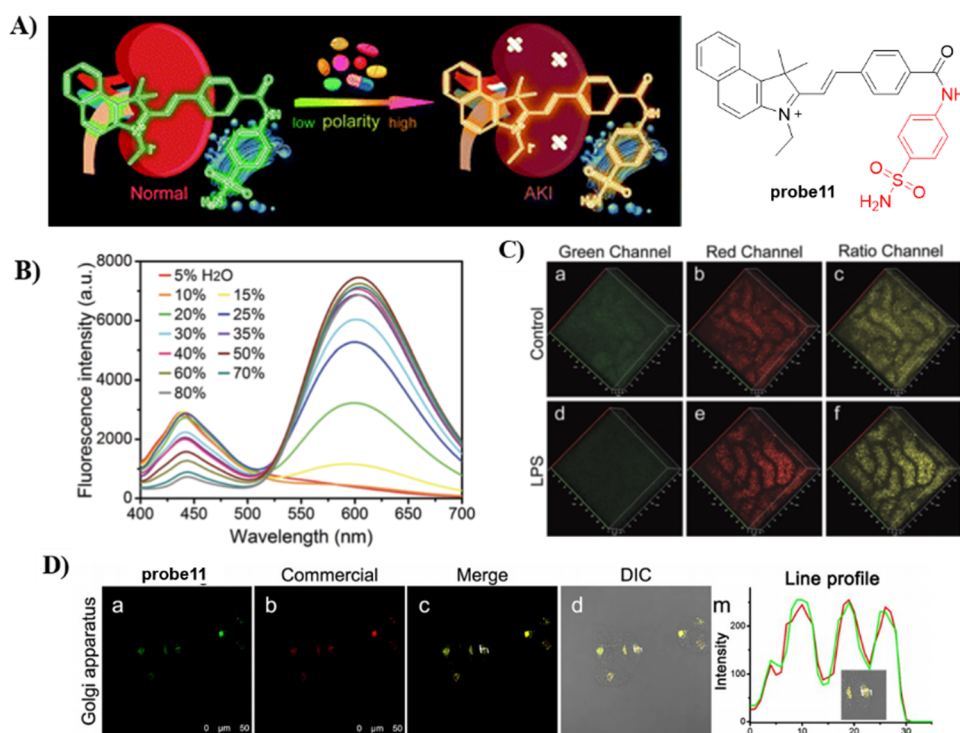 A)
Normal
low polarity high
AKI
O
NH
N+
O
S
O
H2N
probe11
B)
Fluorescence intensity (a.u.)
8000
6000
4000
2000
0
5% H2O
10% 15%
20% 25%
30% 35%
40% 50%
60% 70%
80%
400 450 500 550 600 650 700
Wavelength (nm)
C)
Green Channel Red Channel Ratio Channel
Control
a b c
LPS
d e f
D)
probe11 Commercial Merge DIC Line profile
Golgi apparatus
a b c d m
0 µm 50 0 µm 50
Intensity
200
100
0
0 10 20 30